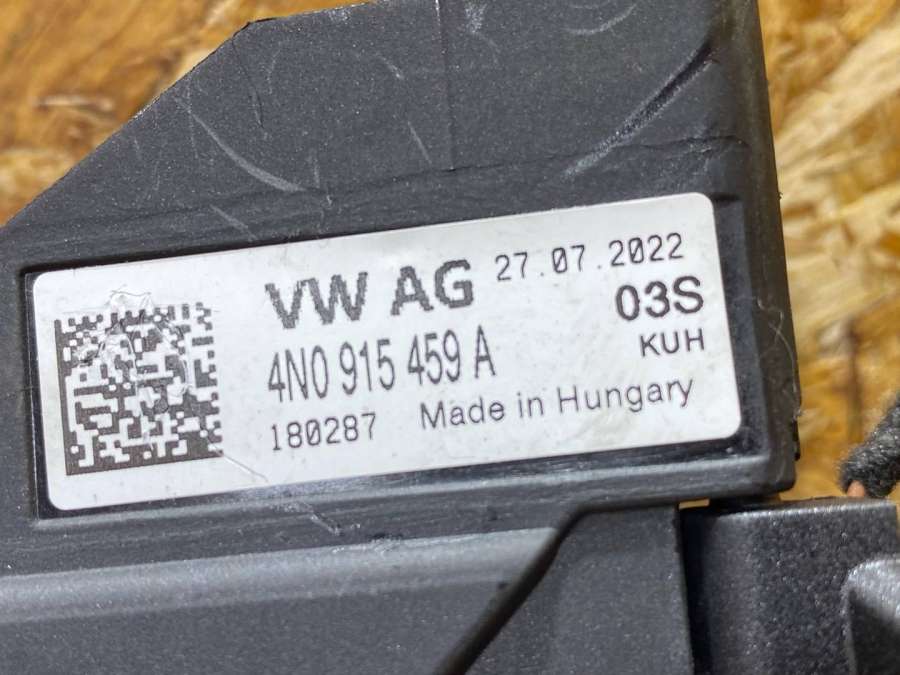 VW AG 27.07.2022
03S
4N0 915 459 A KUH
180287 Made in Hungary